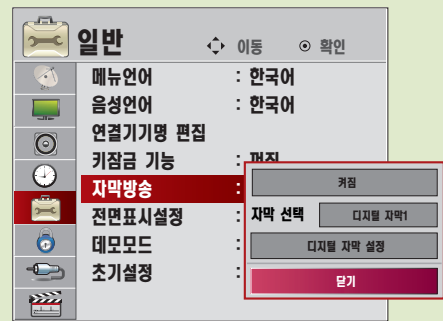 일반 이동 확인
메뉴언어 : 한국어
음성언어 : 한국어
연결기기명 편집
키잠금 기능 : 꺼짐
자막방송 :
전면표시설정 :
데모모드 :
초기설정 :
켜짐
자막 선택 디지털 자막1
디지털 자막 설정
닫기